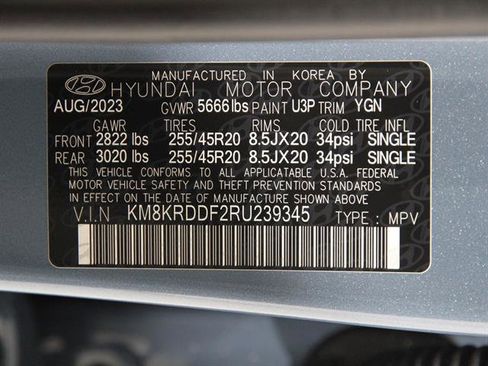 MANUFACTURED IN KOREA BY
HYUNDAI MOTOR COMPANY
AUG/2023 GVWR 5666 lbs PAINT U3P TRIM YGN
GAWR TIRES RIMS COLD TIRE INFL
FRONT 2822 lbs 255/45R20 8.5JX20 34psi SINGLE
REAR 3020 lbs 255/45R20 8.5JX20 34psi SINGLE
THIS VEHICLE CONFORMS TO ALL APPLICATABLE U.S.A. FEDERAL
MOTOR VEHICLE SAFETY AND THEFT PREVENTION STANDARDS
IN EFFECT ON THE DATE OF MANUFACTURE SHOWN ABOVE
V.I.N KM8KRDDF2RU239345 TYPE : MPV